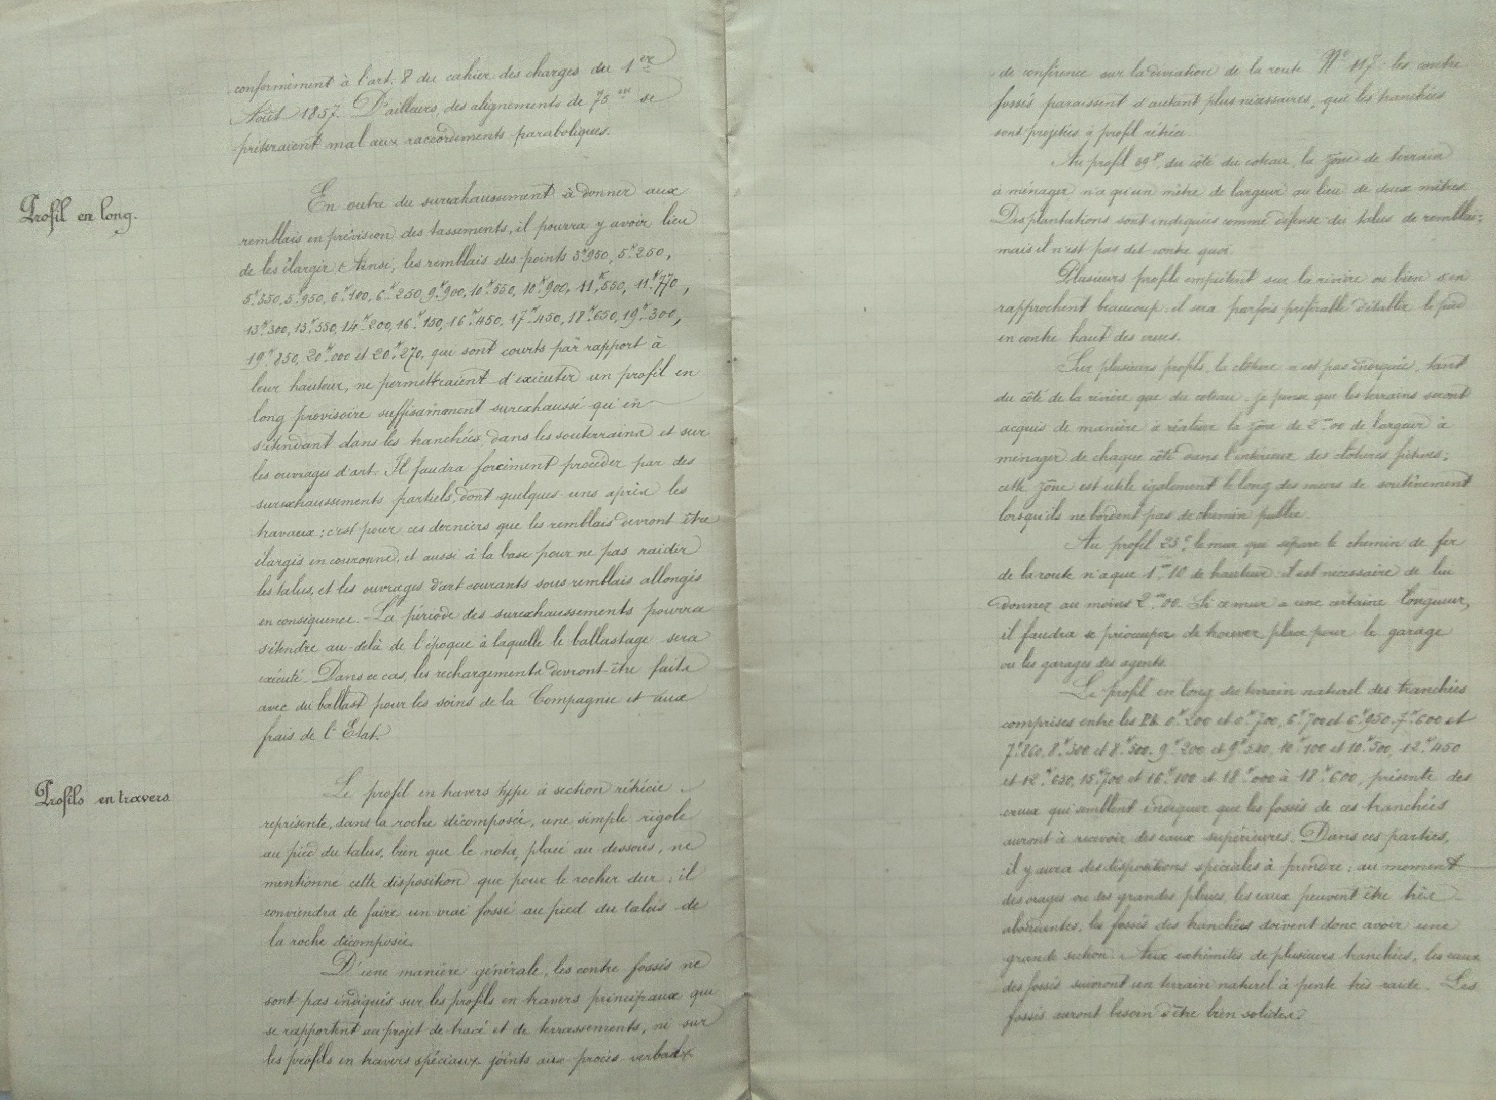 conformément à l'art. 8 du cahier des charges du 1er
Août 1857. D'ailleurs, des alignements de 75m se
prêteraient mal aux raccordements paraboliques.
Profil en long.
En outre du surexhaussement à donner aux
remblais en prévision des tassements, il pourra y avoir lieu
de les élargir. Ainsi, les remblais des points 3k950, 5k250,
5k350, 5k950, 6k100, 6k250, 9k900, 10k550, 10k900, 11k550, 11k770,
13k300, 13k550, 14k200, 16k150, 16k450, 17k450, 18k650, 19k300,
19k850, 20k000 et 20k270, qui sont courts par rapport à
leur hauteur, ne permettraient d'exécuter un profil en
long provisoire suffisamment surexhaussé qu'en
s'étendant dans les tranchées, dans les souterrains et sur
les ouvrages d'art. Il faudra forcément procéder par des
surexhaussements partiels, dont quelques uns après les
travaux ; c'est pour ces derniers que les remblais devront être
élargis en couronne, et aussi à la base pour ne pas raidir
les talus, et les ouvrages d'art courants sous remblais allongés
en conséquence. La période des surexhaussements pourra
s'étendre au-delà de l'époque à laquelle le ballastage sera
exécuté. Dans ce cas, les rechargements devront être faits
avec du ballast pour les soins de la Compagnie et aux
frais de l'Etat.
Profils en travers
Le profil en travers type à section rétrécie
représente, dans la roche décomposée, une simple rigole
au pied du talus, bien que le nota, placé au dessous, ne
mentionne cette disposition que pour le rocher dur ; il
conviendra de faire un vrai fossé au pied du talus de
la roche décomposée.
D'une manière générale, les contre fossés ne
sont pas indiqués sur les profils en travers principaux qui
se rapportent au projet de tracé et de terrassements, ni sur
les profils en travers spéciaux joints aux procès verbaux
de conférence sur la déviation de la route No 117 : les contre
fossés paraissent d'autant plus nécessaires, que les tranchées
sont projetées à profil rétréci.
Au profil du côté du coteau, la zone de terrain
à ménager n'a qu'un mètre de largeur au lieu de deux mètres.
Des plantations sont indiquées comme défense des talus de remblai ;
mais il n'est pas dit contre quoi.
Plusieurs profils empiètent sur la rivière ou bien s'en
rapprochent beaucoup : il sera parfois préférable d'établir le pied
en contre haut des crues.
Sur plusieurs profils, la clôture n'est pas indiquée, tant
du côté de la rivière que du coteau. Je pense que les terrains seront
acquis de manière à réaliser la zone de 2m00 de largeur à
ménager de chaque côté dans l'intérieur des clôtures fictives ;
cette zone est utile également le long des murs de soutènement
lorsqu'ils ne bordent pas de chemin public.
Au profil le mur qui sépare le chemin de fer
de la route n'a que 1m10 de hauteur : il est nécessaire de lui
donner au moins 2m00. Si ce mur a une certaine longueur,
il faudra se préoccuper de trouver place pour le garage
ou les garages des agents.
Le profil en long du terrain naturel des tranchées
comprises entre les Pts 0k200 et 0k700, 6k700 et 6k950, 7k600 et
7k860, 8k300 et 8k500, 9k200 et 10k100 et 10k300, 12k450
et 15k700 et 16k100 et 18k000 à 18k600, présente des
creux qui semblent indiquer que les fossés de ces tranchées
auront à recevoir des eaux supérieures. Dans ces parties,
il y aura des dispositions spéciales à prendre ; au moment
des orages ou des grandes pluies, les eaux peuvent être très
abondantes, les fossés des tranchées doivent donc avoir une
grande section. Aux extrémités de plusieurs tranchées, les eaux
des fossés suivront un terrain naturel à pente très raide. Les
fossés auront besoin d'être bien solides.